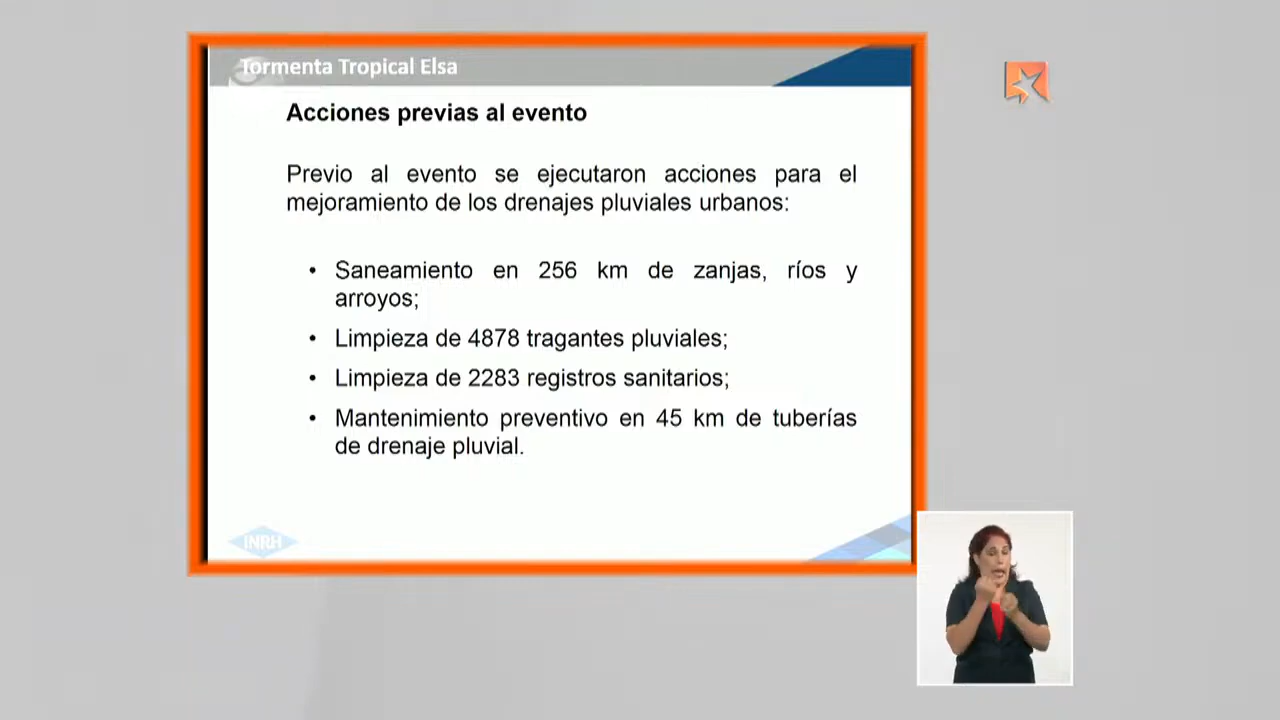 Tormenta Tropical Elsa
Acciones previas al evento
Previo al evento se ejecutaron acciones para el
mejoramiento de los drenajes pluviales urbanos:
• Saneamiento en 256 km de zanjas, ríos y
arroyos;
• Limpieza de 4878 tragantes pluviales;
• Limpieza de 2283 registros sanitarios;
• Mantenimiento preventivo en 45 km de tuberías
de drenaje pluvial.
INRH